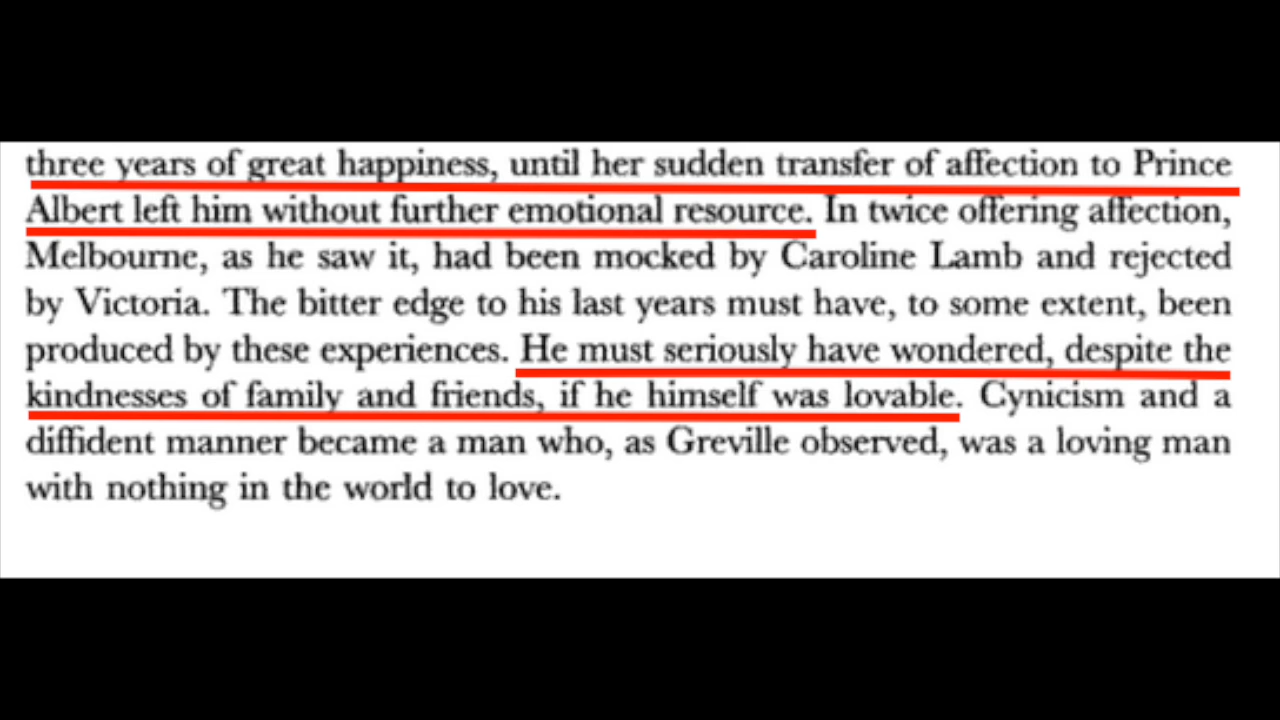 three years of great happiness, until her sudden transfer of affection to Prince
Albert left him without further emotional resource. In twice offering affection,
Melbourne, as he saw it, had been mocked by Caroline Lamb and rejected
by Victoria. The bitter edge to his last years must have, to some extent, been
produced by these experiences. He must seriously have wondered, despite the
kindnesses of family and friends, if he himself was lovable. Cynicism and a
diffident manner became a man who, as Greville observed, was a loving man
with nothing in the world to love.